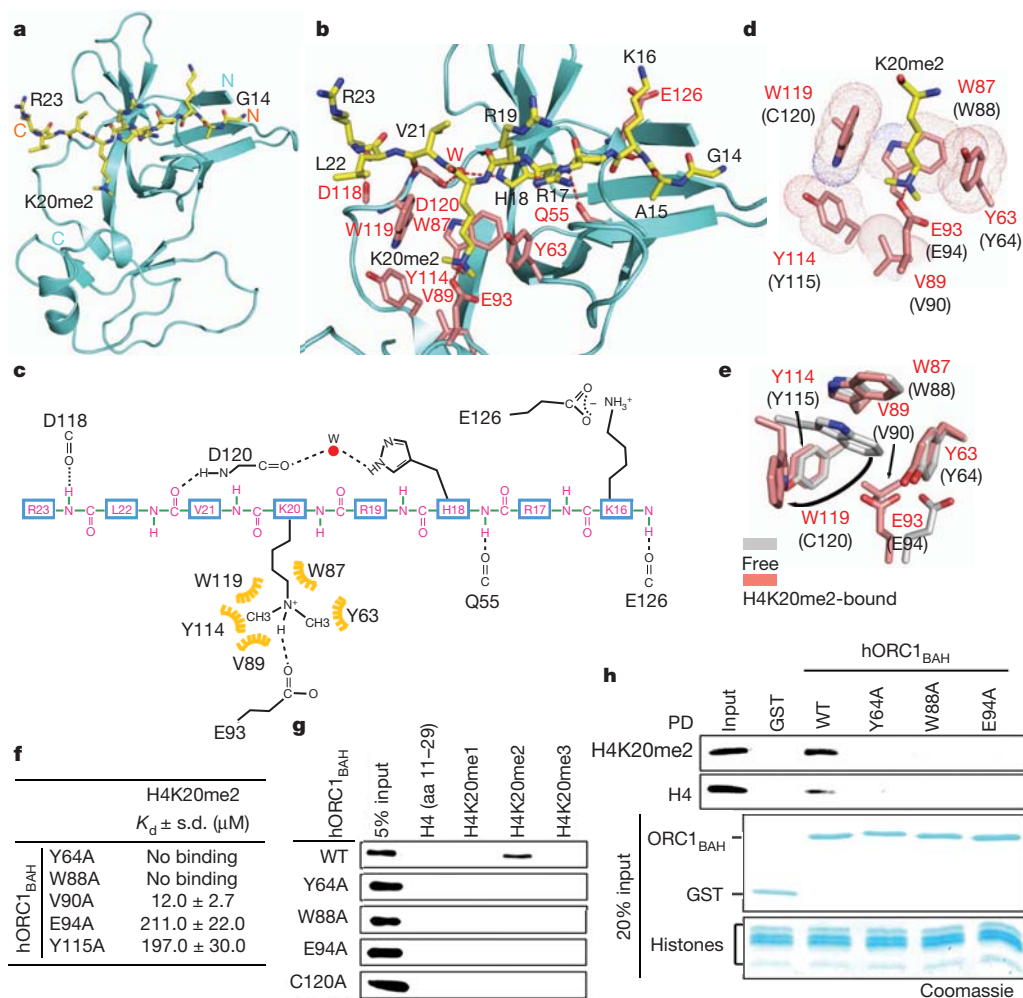 a
N
R23
G14
C
N
K20me2
C
b
K16
R23
R19
E126
V21
W
L22
G14
D118
H18
R17
A15
D120
Q55
W119
W87
Y63
K20me2
Y114
V89
E93
d
K20me2
W119
(C120)
W87
(W88)
Y63
(Y64)
E93
(E94)
Y114
(Y115)
V89
(V90)
c
D118
C
O
D120
HN
C
O
W
N
HN
E126
C
O
O
−
NH3+
R23
N
H
C
O
L22
N
H
C
O
V21
N
H
C
O
K20
N
H
C
O
R19
N
H
C
O
H18
N
H
C
O
R17
N
H
C
O
K16
N
H
W119
W87
Y114
Y63
V89
CH3
N+
CH3
H
O
C
O
E93
O
C
Q55
O
C
E126
e
Y114
(Y115)
W87
(W88)
V89
(V90)
Y63
(Y64)
W119
(C120)
E93
(E94)
Free
H4K20me2-bound
f
H4K20me2
Kd ± s.d. (μM)
hORC1BAH
Y64A No binding
W88A No binding
V90A 12.0 ± 2.7
E94A 211.0 ± 22.0
Y115A 197.0 ± 30.0
g
hORC1BAH
5% input
H4 (aa 11–29)
H4K20me1
H4K20me2
H4K20me3
WT
Y64A
W88A
E94A
C120A
h
hORC1BAH
PD
Input
GST
WT
Y64A
W88A
E94A
H4K20me2
H4
20% input
ORC1BAH
GST
Histones
Coomassie